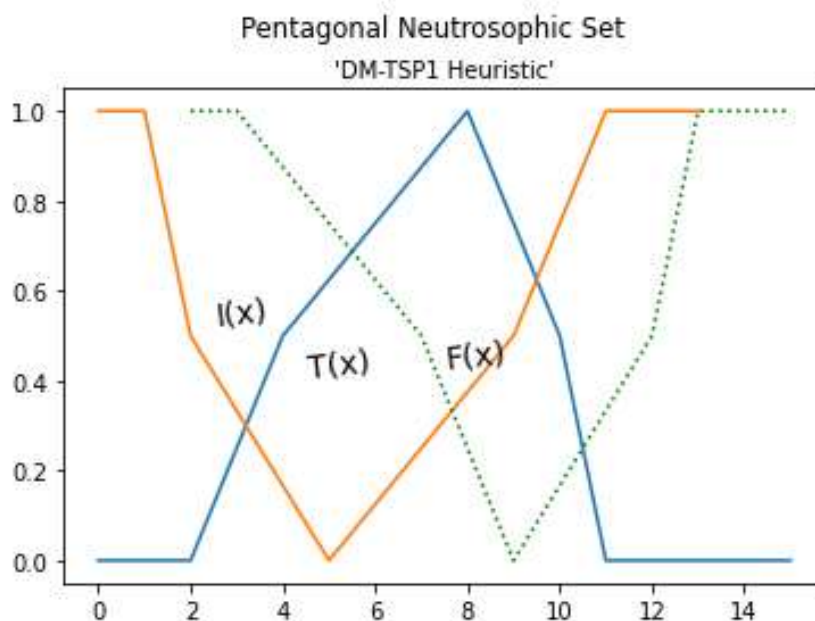 Pentagonal Neutrosophic Set
'DM-TSP1 Heuristic'
1.0
0.8
0.6
I(x)
T(x)
F(x)
0.4
0.2
0.0
0 2 4 6 8 10 12 14